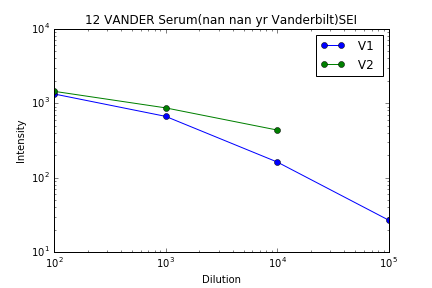 12 VANDER Serum(nan nan yr Vanderbilt)SEI
V1
V2
Intensity
10^4
10^3
10^2
10^1
10^2 10^3 10^4 10^5
Dilution